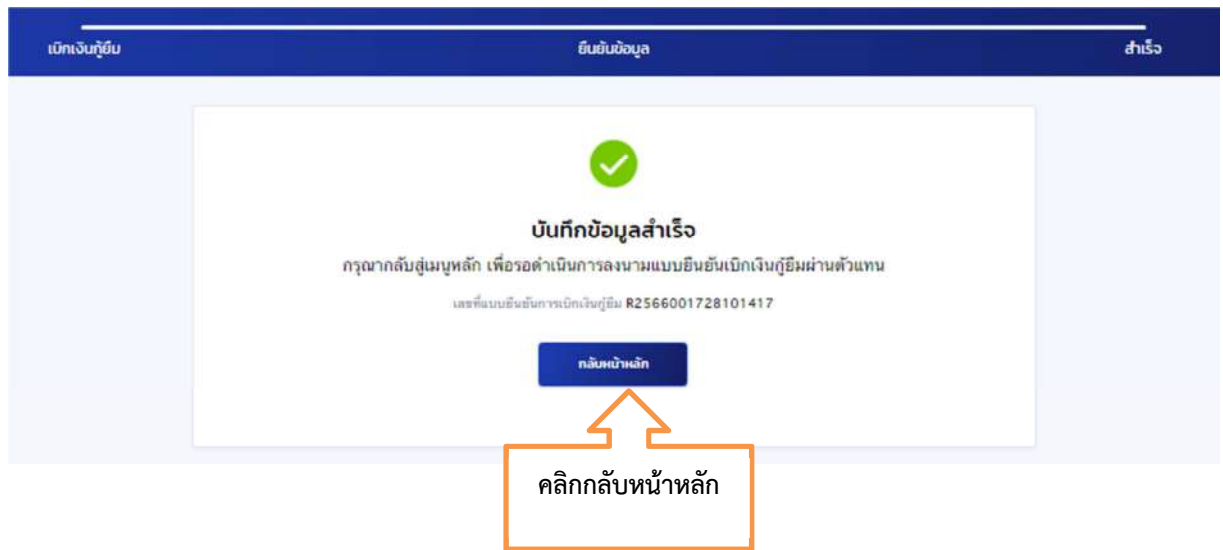 เบิกเงินกู้ยืม
ยืนยันข้อมูล
สำเร็จ
บันทึกข้อมูลสำเร็จ
กรุณากลับสู่เมนูหลัก เพื่อรอดำเนินการลงนามแบบยืนยันเบิกเงินกู้ยืมผ่านตัวแทน
เลขที่แบบยืนยันการเบิกเงินกู้ยืม R2566001728101417
กลับหน้าหลัก
คลิกกลับหน้าหลัก